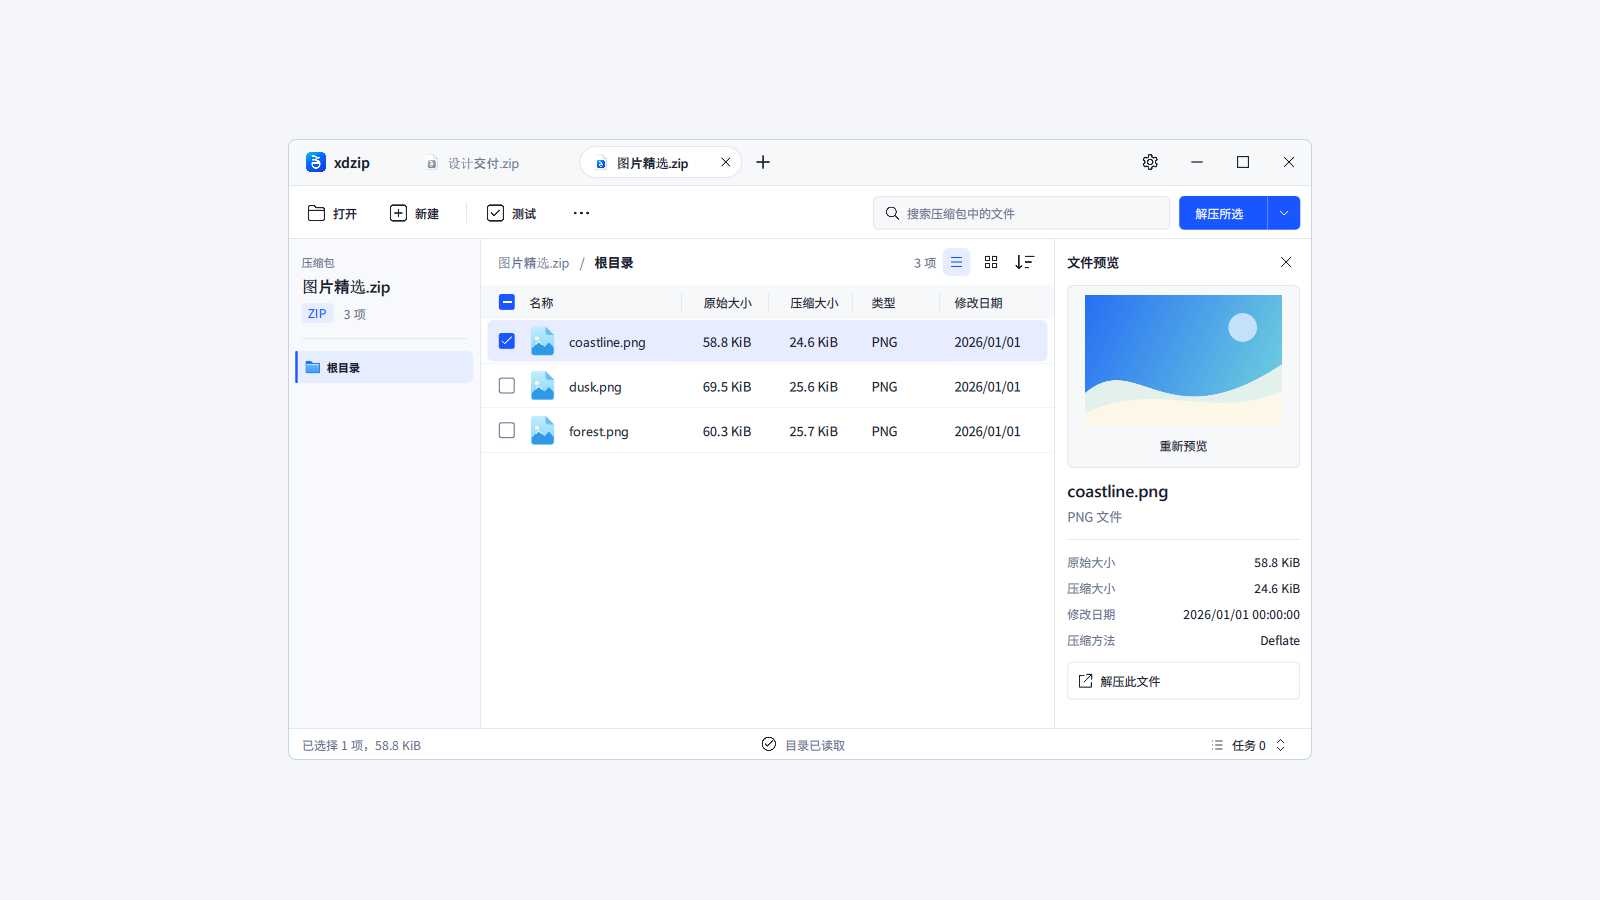 xdzip
设计交付.zip
图片精选.zip
打开
新建
测试
搜索压缩包中的文件
解压所选
压缩包
图片精选.zip
ZIP
3 项
根目录
图片精选.zip / 根目录
3 项
名称 原始大小 压缩大小 类型 修改日期
coastline.png 58.8 KiB 24.6 KiB PNG 2026/01/01
dusk.png 69.5 KiB 25.6 KiB PNG 2026/01/01
forest.png 60.3 KiB 25.7 KiB PNG 2026/01/01
文件预览
重新预览
coastline.png
PNG 文件
原始大小 58.8 KiB
压缩大小 24.6 KiB
修改日期 2026/01/01 00:00:00
压缩方法 Deflate
解压此文件
已选择 1 项，58.8 KiB
目录已读取
任务 0